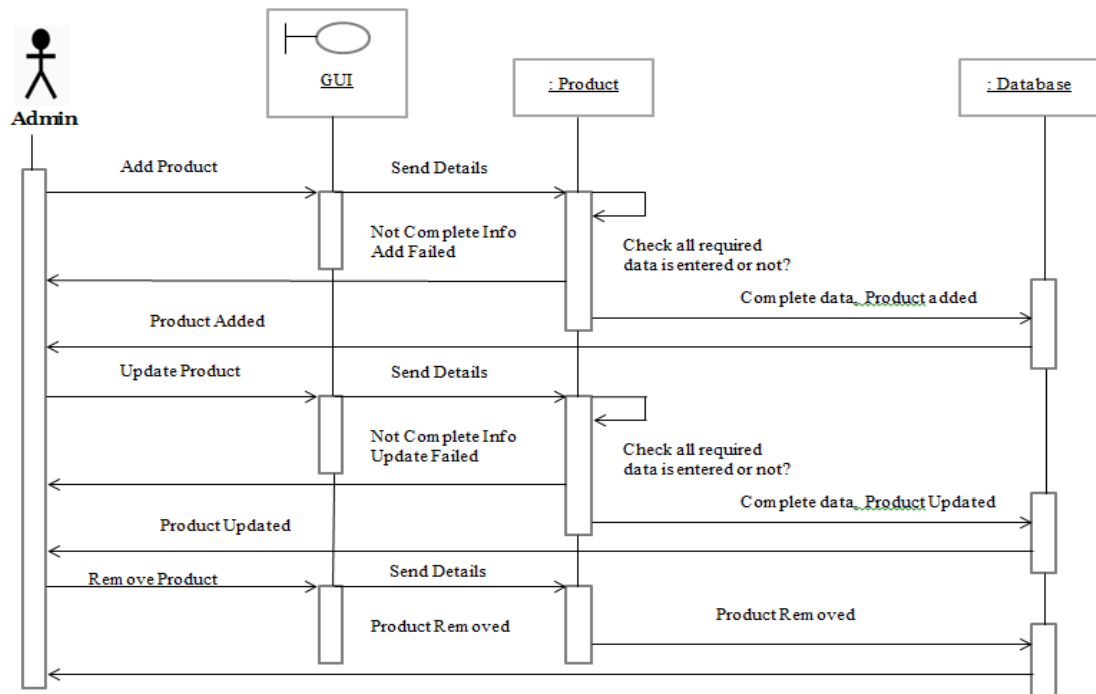 GUI
: Product
: Database
Admin
Add Product
Send Details
Not Complete Info
Add Failed
Check all required
data is entered or not?
Complete data, Product added
Product Added
Update Product
Send Details
Not Complete Info
Update Failed
Check all required
data is entered or not?
Complete data, Product Updated
Product Updated
Remove Product
Send Details
Product Removed
Product Removed